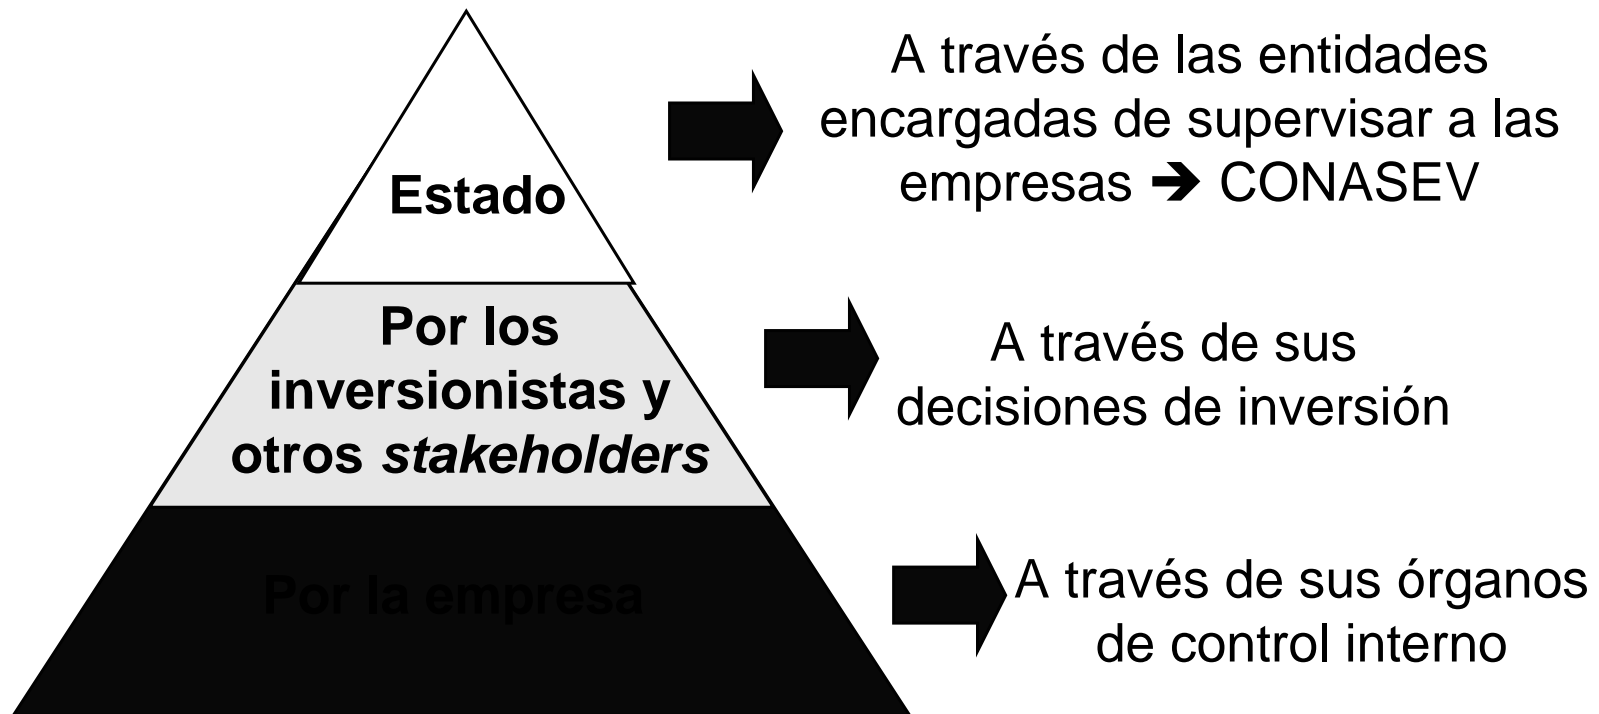 A través de las entidades
encargadas de supervisar a las
empresas ➔ CONASEV
Estado
Por los
inversionistas y
otros stakeholders
A través de sus
decisiones de inversión
Por la empresa
A través de sus órganos
de control interno